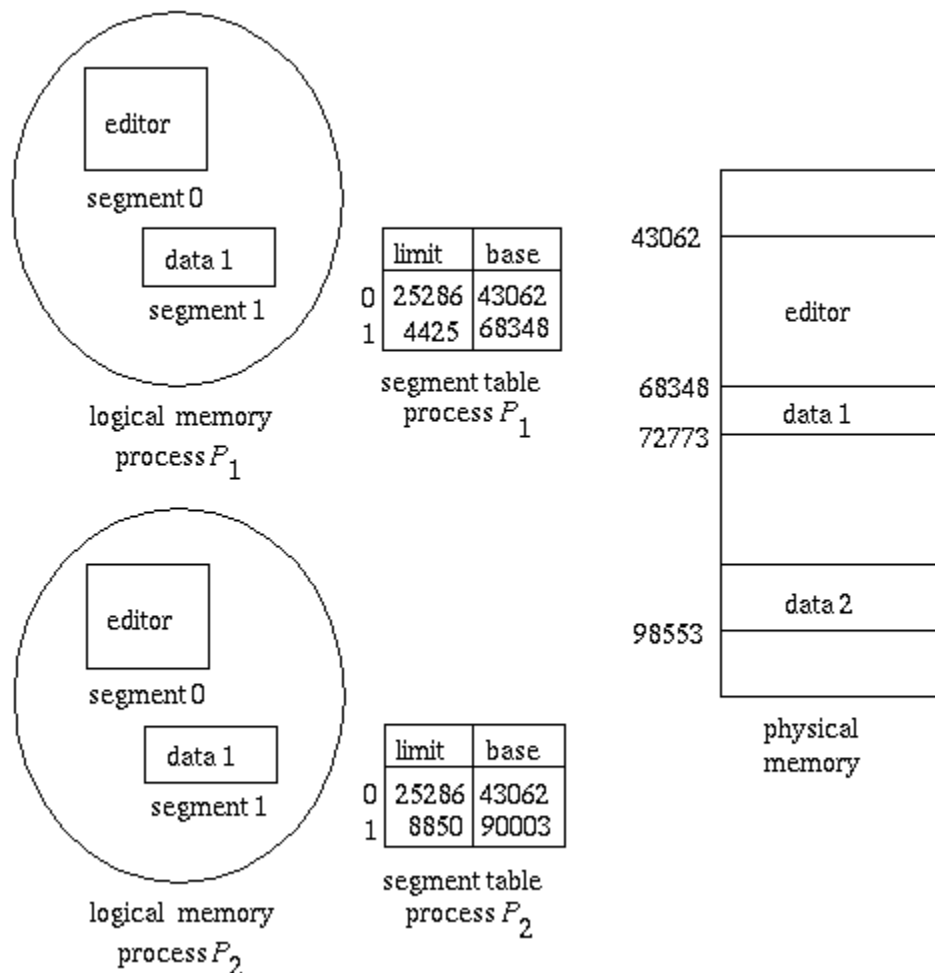 editor
segment 0
data 1
segment 1
logical memory
process P1
limit base
0 25286 43062
1 4425 68348
segment table
process P1
43062
editor
68348
data 1
72773
data 2
98553
physical
memory
editor
segment 0
data 1
segment 1
logical memory
process P2
limit base
0 25286 43062
1 8850 90003
segment table
process P2